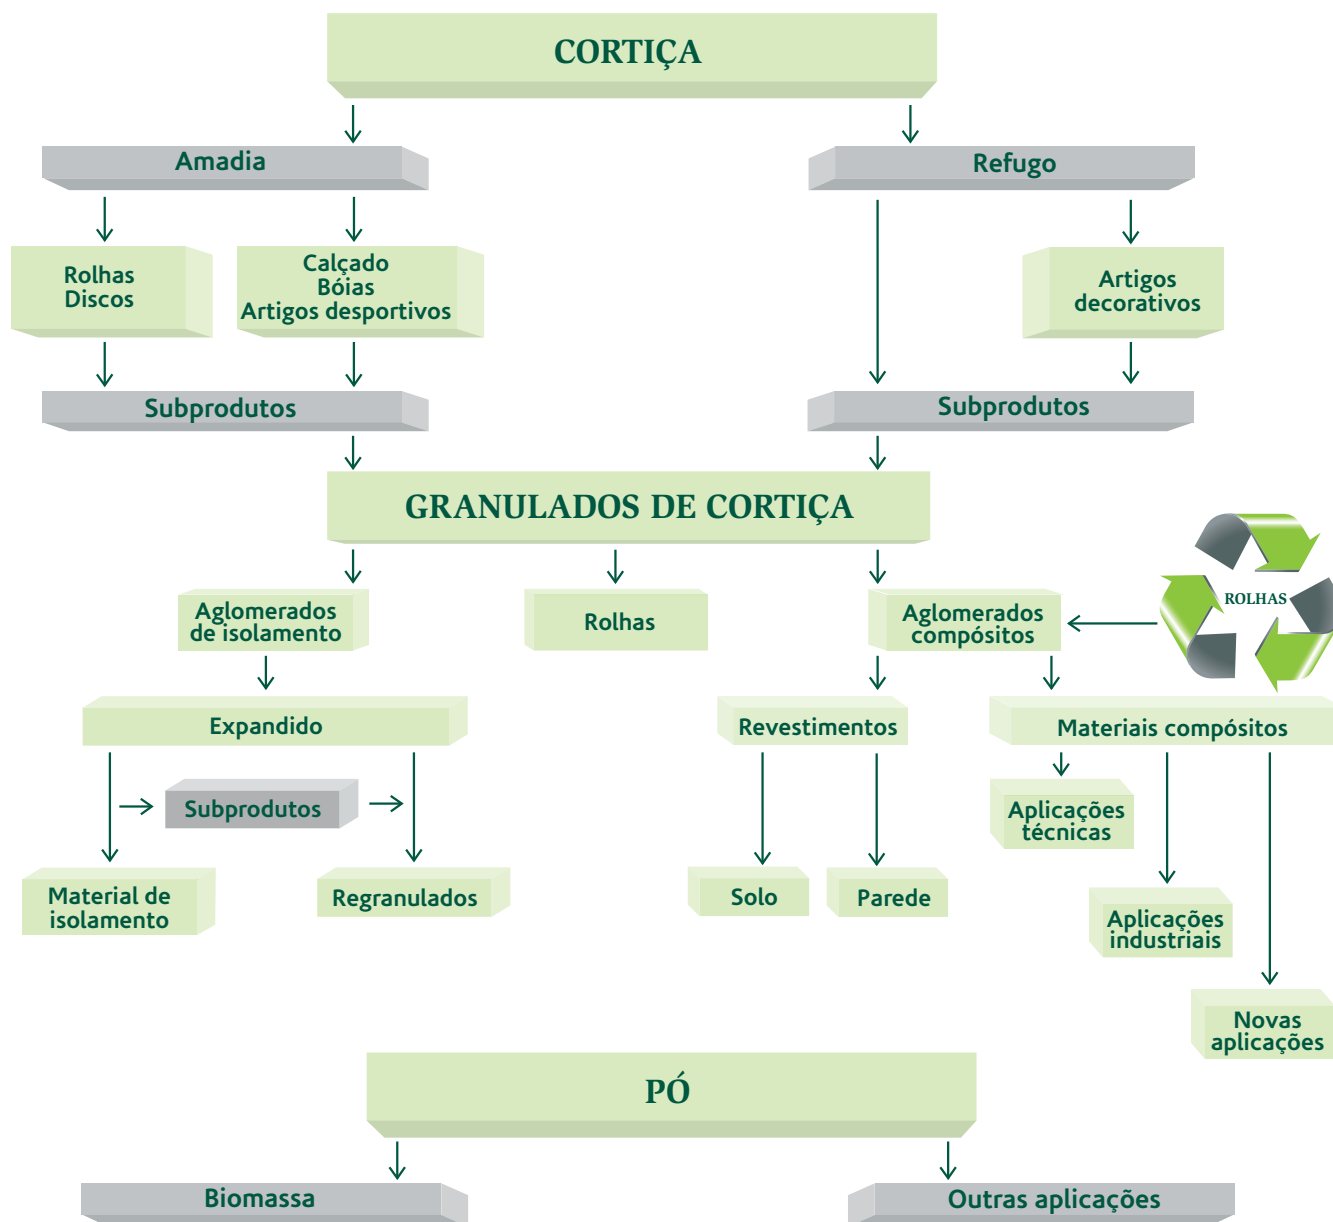 CORTIÇA
Amadia
Refugo
Rolhas
Discos
Calçado
Bóias
Artigos desportivos
Artigos
decorativos
Subprodutos
Subprodutos
GRANULADOS DE CORTIÇA
Aglomerados
de isolamento
Rolhas
Aglomerados
compósitos
ROLHAS
Expandido
Revestimentos
Materiais compósitos
Subprodutos
Aplicações
técnicas
Material de
isolamento
Regranulados
Solo
Parede
Aplicações
industriais
Novas
aplicações
PÓ
Biomassa
Outras aplicações